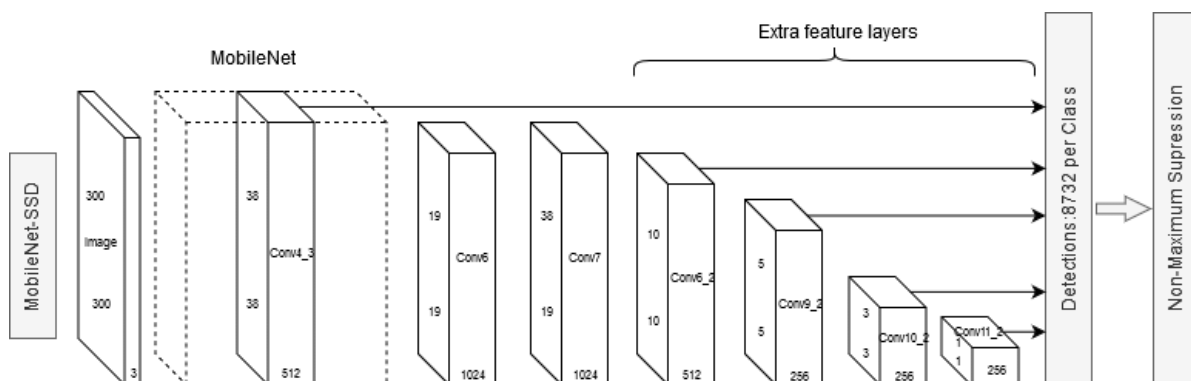 Extra feature layers
MobileNet
MobileNet-SSD
300
Image
300
3
38
Conv4_3
38
512
19
Conv6
19
1024
38
Conv7
19
1024
10
Conv6_2
10
512
5
Conv9_2
5
256
3
Conv10_2
3
256
Conv11_2
1
1
256
Detections:8732 per Class
Non-Maximum Supression